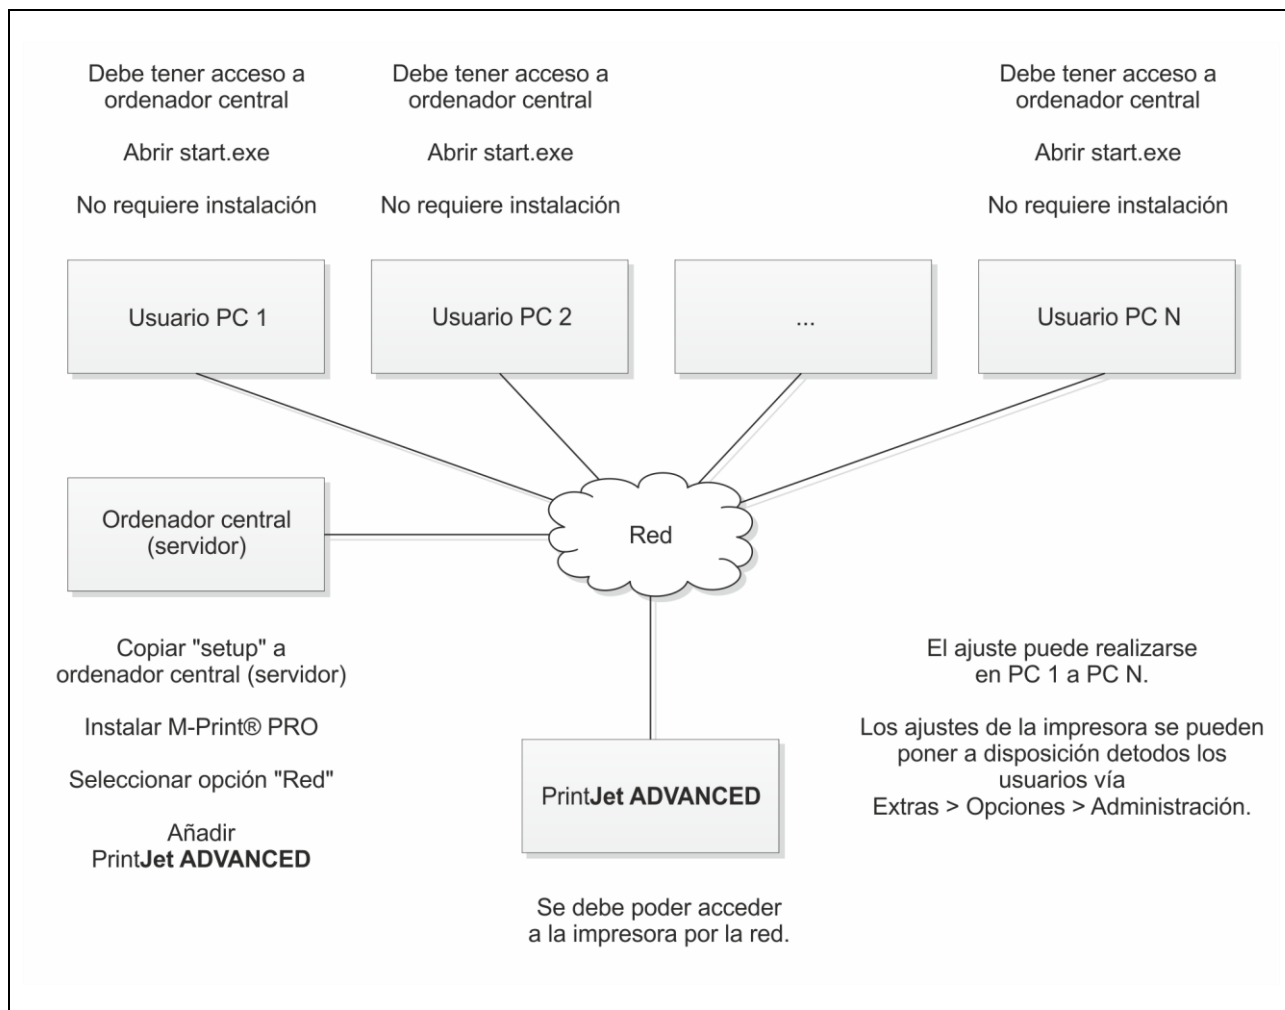 Debe tener acceso a
ordenador central
Abrir start.exe
No requiere instalación
Debe tener acceso a
ordenador central
Abrir start.exe
No requiere instalación
Debe tener acceso a
ordenador central
Abrir start.exe
No requiere instalación
Usuario PC 1
Usuario PC 2
...
Usuario PC N
Ordenador central
(servidor)
Red
Copiar "setup" a
ordenador central (servidor)
Instalar M-Print® PRO
Seleccionar opción "Red"
Añadir
PrintJet ADVANCED
PrintJet ADVANCED
Se debe poder acceder
a la impresora por la red.
El ajuste puede realizarse
en PC 1 a PC N.
Los ajustes de la impresora se pueden
poner a disposición detodos los
usuarios vía
Extras > Opciones > Administración.